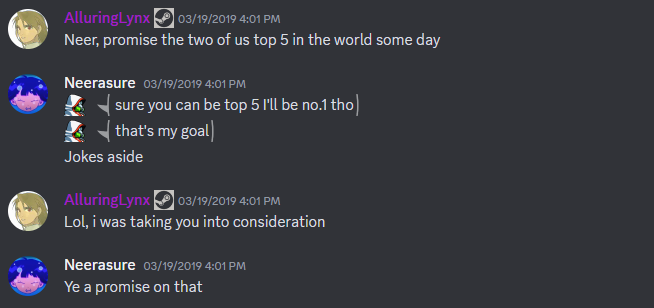 AlluringLynx 03/19/2019 4:01 PM
Neer, promise the two of us top 5 in the world some day
Neerasure 03/19/2019 4:01 PM
sure you can be top 5 I'll be no.1 tho
that's my goal
Jokes aside
AlluringLynx 03/19/2019 4:01 PM
Lol, i was taking you into consideration
Neerasure 03/19/2019 4:01 PM
Ye a promise on that